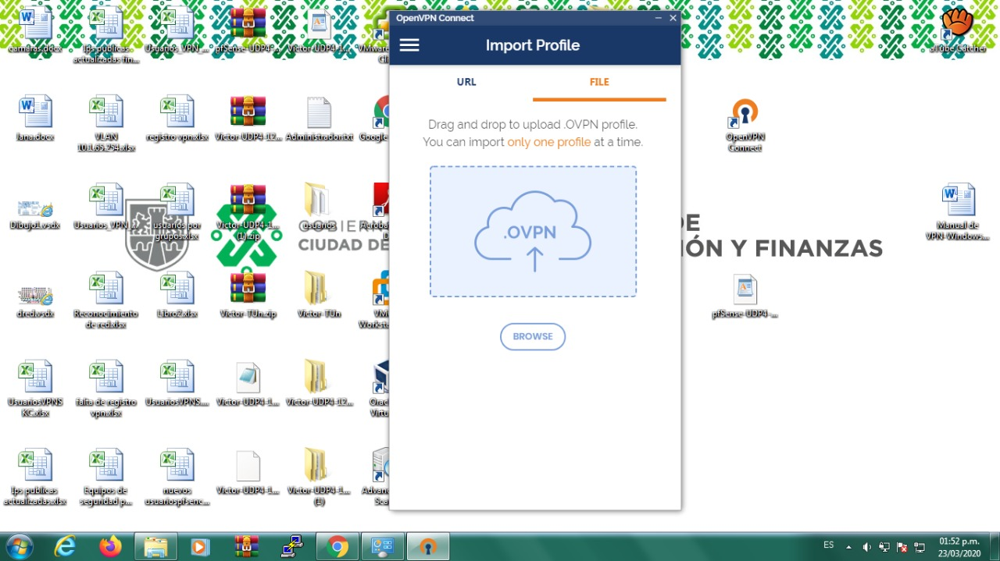 OpenVPN Connect
Import Profile
URL
FILE
Drag and drop to upload .OVPN profile.
You can import only one profile at a time.
.OVPN
BROWSE
camaras.docx
Ips publicas
actualizadas fin...
Usuarios_VPN_...
pfSense-UDP4-...
Victor-UDP4-1...
VMware
aTube Catcher
lana.docx
VLAN
10.1.65.254.xlsx
registro vpn.xlsx
Victor-UDP4-12...
Administrador.txt
Google
OpenVPN
Connect
Dibujo1.vsdx
Usuarios_VPN...
usuarios por
grupos.xlsx
Victor-UDP4-1...
(1).zip
usuarios
Acroba
D
Manual de
VPN-Windows...
GOBIERN
CIUDAD DE
DE
IÓN Y FINANZAS
dred.vsdx
Reconocimiento
de red.xlsx
Libro2.xlsx
Victor-TUn.zip
Victor-TUn
VM
Workst
pfSense-UDP4-...
UsuariosVPNS
KC.xlsx
falta de registro
vpn.xlsx
UsuariosVPNS....
Victor-UDP4-1...
Victor-UDP4-12...
Orac
Virtu
Ips publicas
actualizadas.xlsx
Equipos de
seguridad p...
nuevos
usuariospfsenc...
Victor-UDP4-1...
Victor-UDP4-1...
(1)
Advan
Sca
ES
01:52 p.m.
23/03/2020